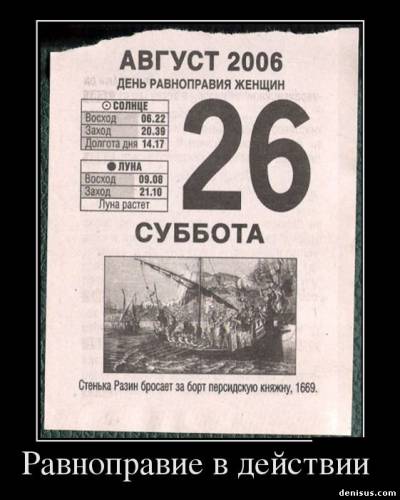 АВГУСТ 2006
ДЕНЬ РАВНОПРАВИЯ ЖЕНЩИН
СОЛНЦЕ
Восход 06.22
Заход 20.39
Долгота дня 14.17
ЛУНА
Восход 09.08
Заход 21.10
Луна растет
26
СУББОТА
Стенька Разин бросает за борт персидскую княжну, 1669.
Равноправие в действии
denisus.com